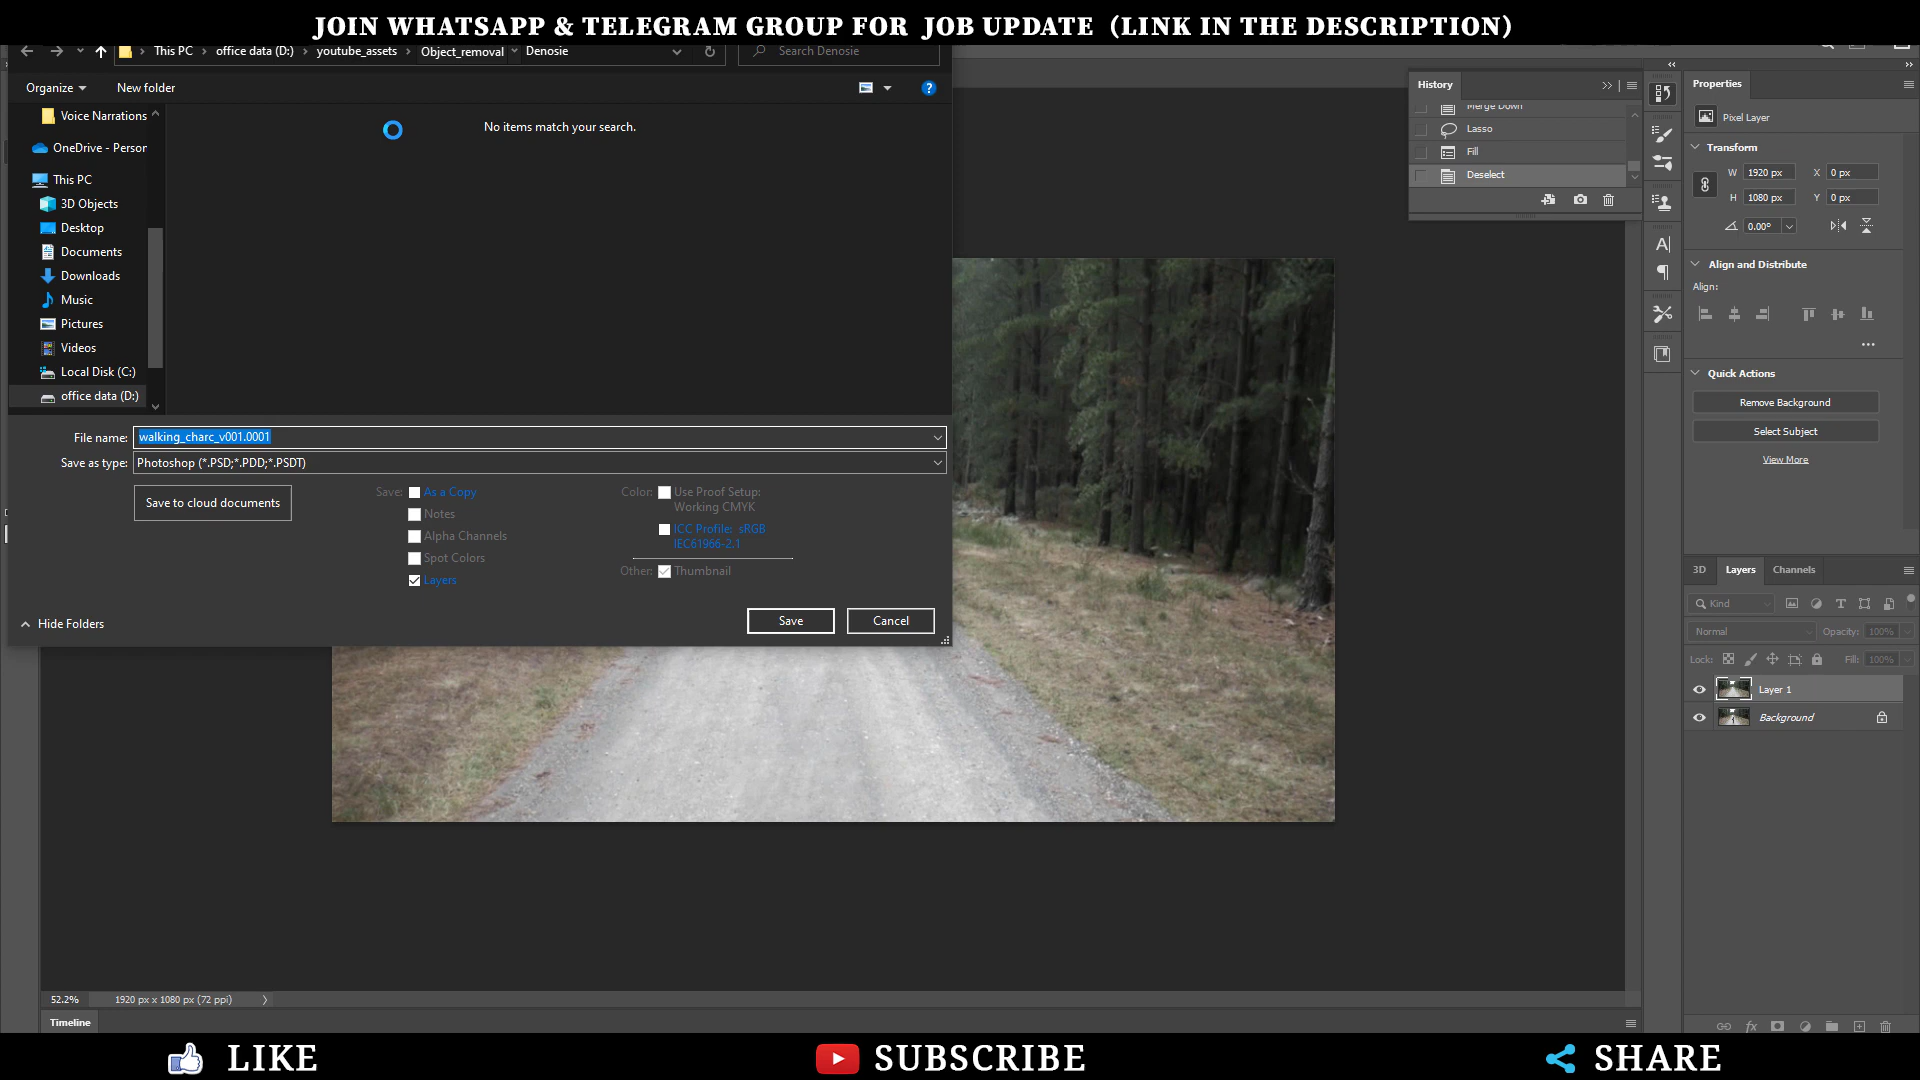 JOIN WHATSAPP & TELEGRAM GROUP FOR JOB UPDATE (LINK IN THE DESCRIPTION)
This PC > office data (D:) > youtube_assets > Object_removal Denosie
Search Denosie
Organize
New folder
Voice Narrations
No items match your search.
OneDrive - Person
This PC
3D Objects
Desktop
Documents
Downloads
Music
Pictures
Videos
Local Disk (C:)
office data (D:)
File name: walking_charc_v001.0001
Save as type: Photoshop (*.PSD;*.PDD;*.PSDT)
Save to cloud documents
Save: As a Copy
Notes
Alpha Channels
Spot Colors
Layers
Color: Use Proof Setup:
Working CMYK
ICC Profile: sRGB
IEC61966-2.1
Other: Thumbnail
Hide Folders
Save
Cancel
History
Merge Down
Lasso
Fill
Deselect
Properties
Pixel Layer
Transform
W 1920 px X 0 px
H 1080 px Y 0 px
0.00°
Align and Distribute
Align:
Quick Actions
Remove Background
Select Subject
View More
3D Layers Channels
Kind
Normal Opacity: 100%
Lock: Fill: 100%
Layer 1
Background
52.2% 1920 px x 1080 px (72 ppi)
Timeline
LIKE
SUBSCRIBE
SHARE